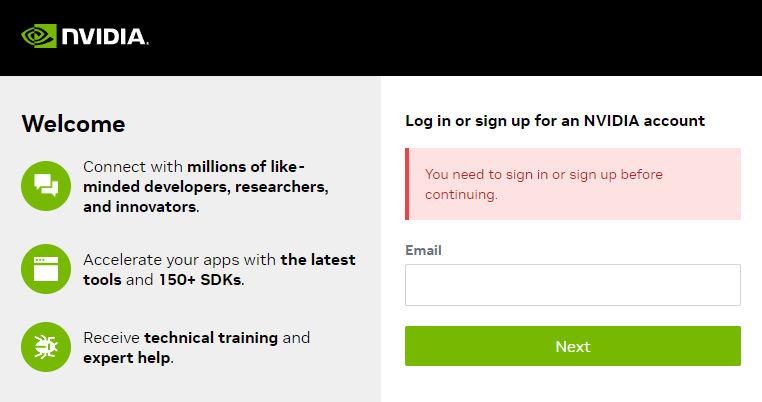 NVIDIA.
Welcome
Connect with millions of like-
minded developers, researchers,
and innovators.
Accelerate your apps with the latest
tools and 150+ SDKs.
Receive technical training and
expert help.
Log in or sign up for an NVIDIA account
You need to sign in or sign up before
continuing.
Email
Next